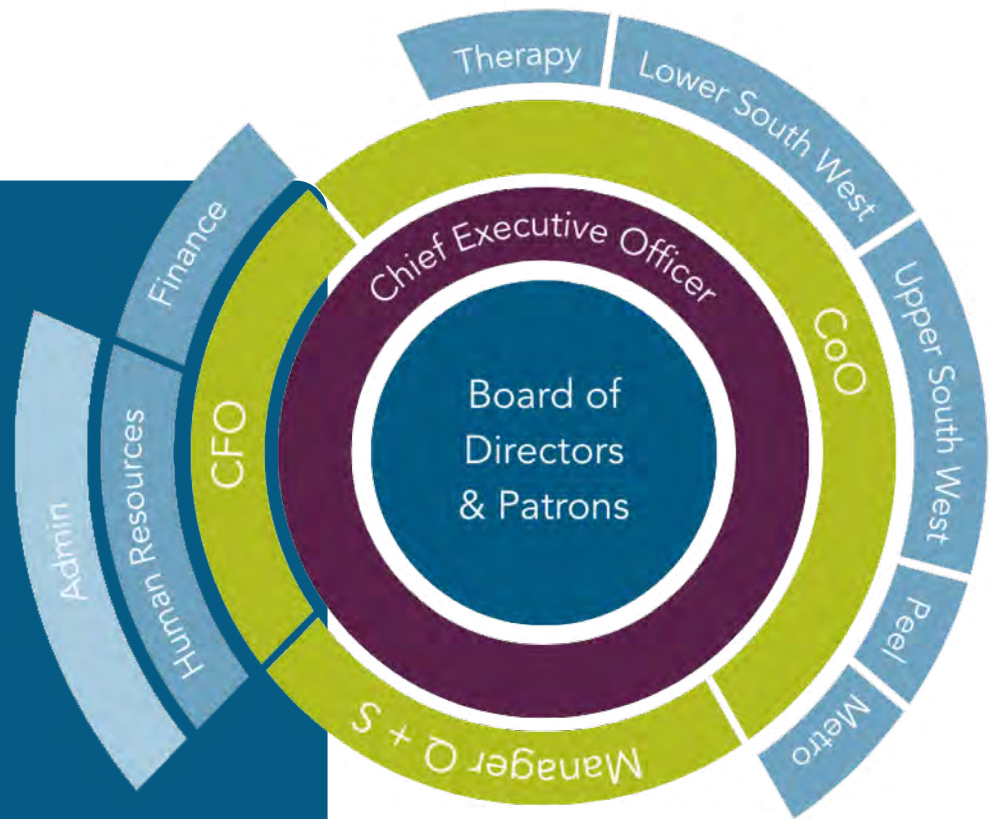 Therapy
Lower South West
Upper South West
Peel
Metro
Finance
Human Resources
Admin
CFO
CoO
Manager Q + S
Chief Executive Officer
Board of
Directors
& Patrons